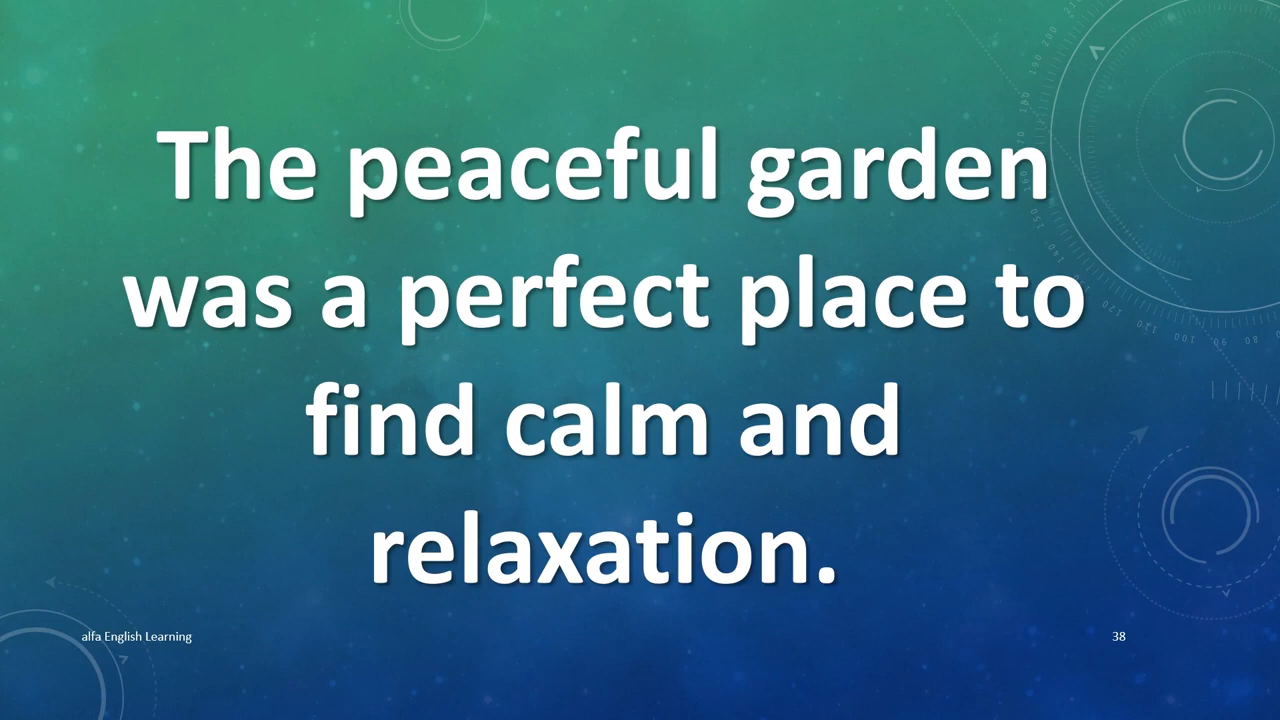 The peaceful garden
was a perfect place to
find calm and
relaxation.
alfa English Learning
38